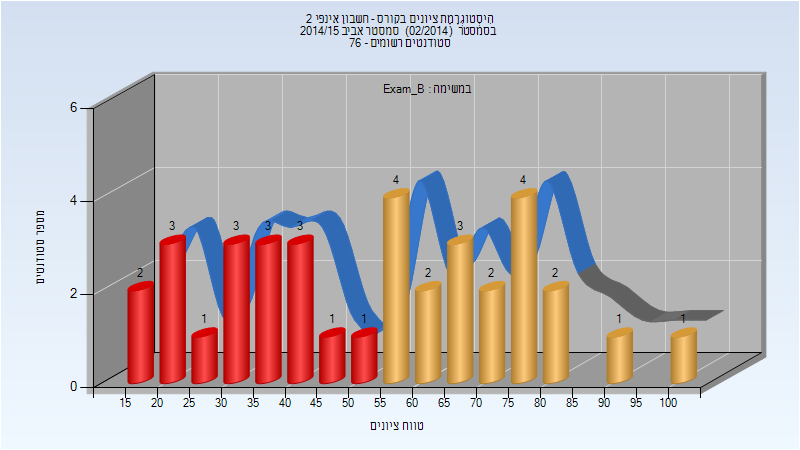 היסטוגרמת ציונים בקורס - חשבון אינפי 2
בסמסטר (02/2014) סמסטר אביב 2014/15
סטודנטים רשומים - 76
במשימה : Exam_B
מספר סטודנטים
6
4
2
0
2
3
1
3
3
3
1
1
4
2
3
2
4
2
1
1
15 20 25 30 35 40 45 50 55 60 65 70 75 80 85 90 95 100
טווח ציונים